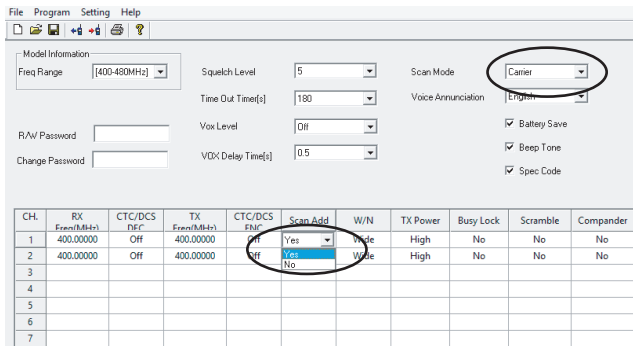 File Program Setting Help
Model Information
Freq Range [400-480MHz]
Squelch Level 5
Scan Mode Carrier
Time Out Timer[s] 180
Voice Annunciation English
R/W Password
Vox Level Off
Battery Save
Change Password
VOX Delay Time[s] 0.5
Beep Tone
Spec Code
CH. RX Freq(MHz) CTC/DCS DEC TX Freq(MHz) CTC/DCS ENC Scan Add W/N TX Power Busy Lock Scramble Compander
1 400.00000 Off 400.00000 Off Yes Wide High No No No
2 400.00000 Off 400.00000 Off Yes Wide High No No No
No
3
4
5
6
7